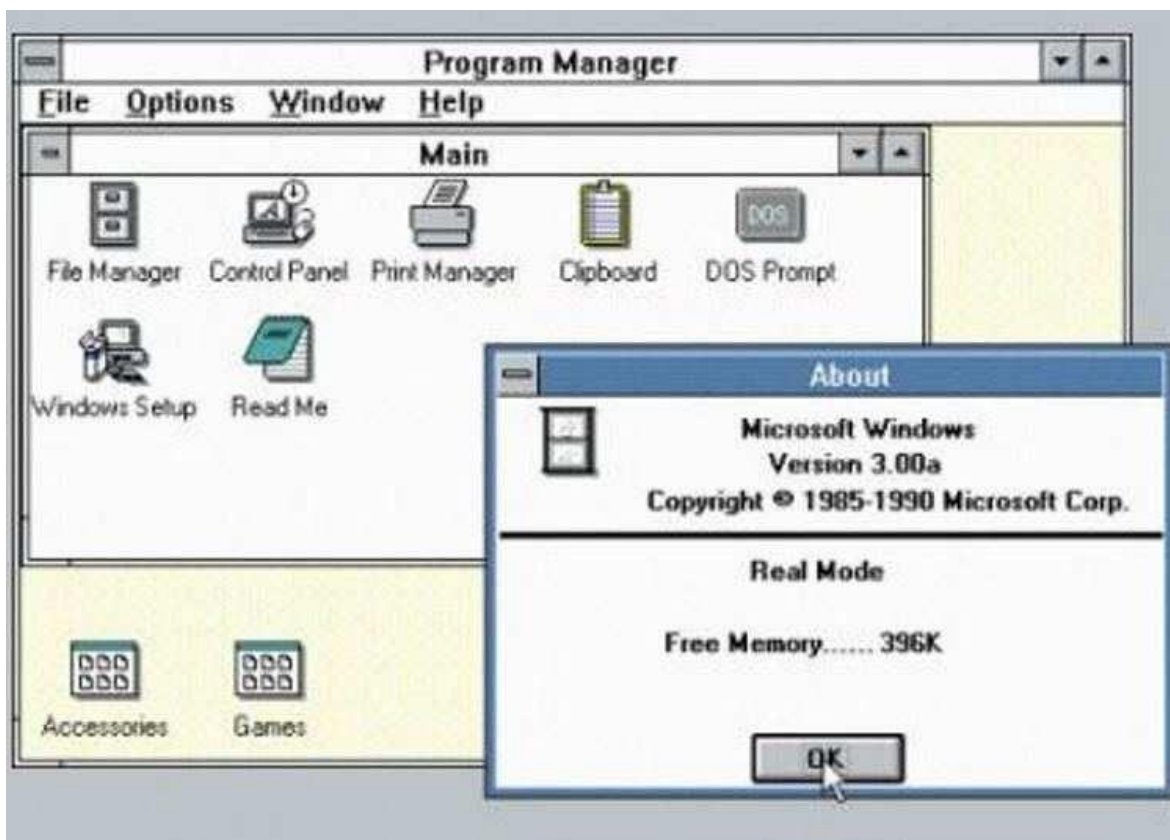 Program Manager
File Options Window Help
Main
File Manager Control Panel Print Manager Clipboard DOS Prompt
DOS
Windows Setup Read Me
About
Microsoft Windows
Version 3.00a
Copyright © 1985-1990 Microsoft Corp.
Real Mode
Free Memory...... 396K
Accessories Games
OK